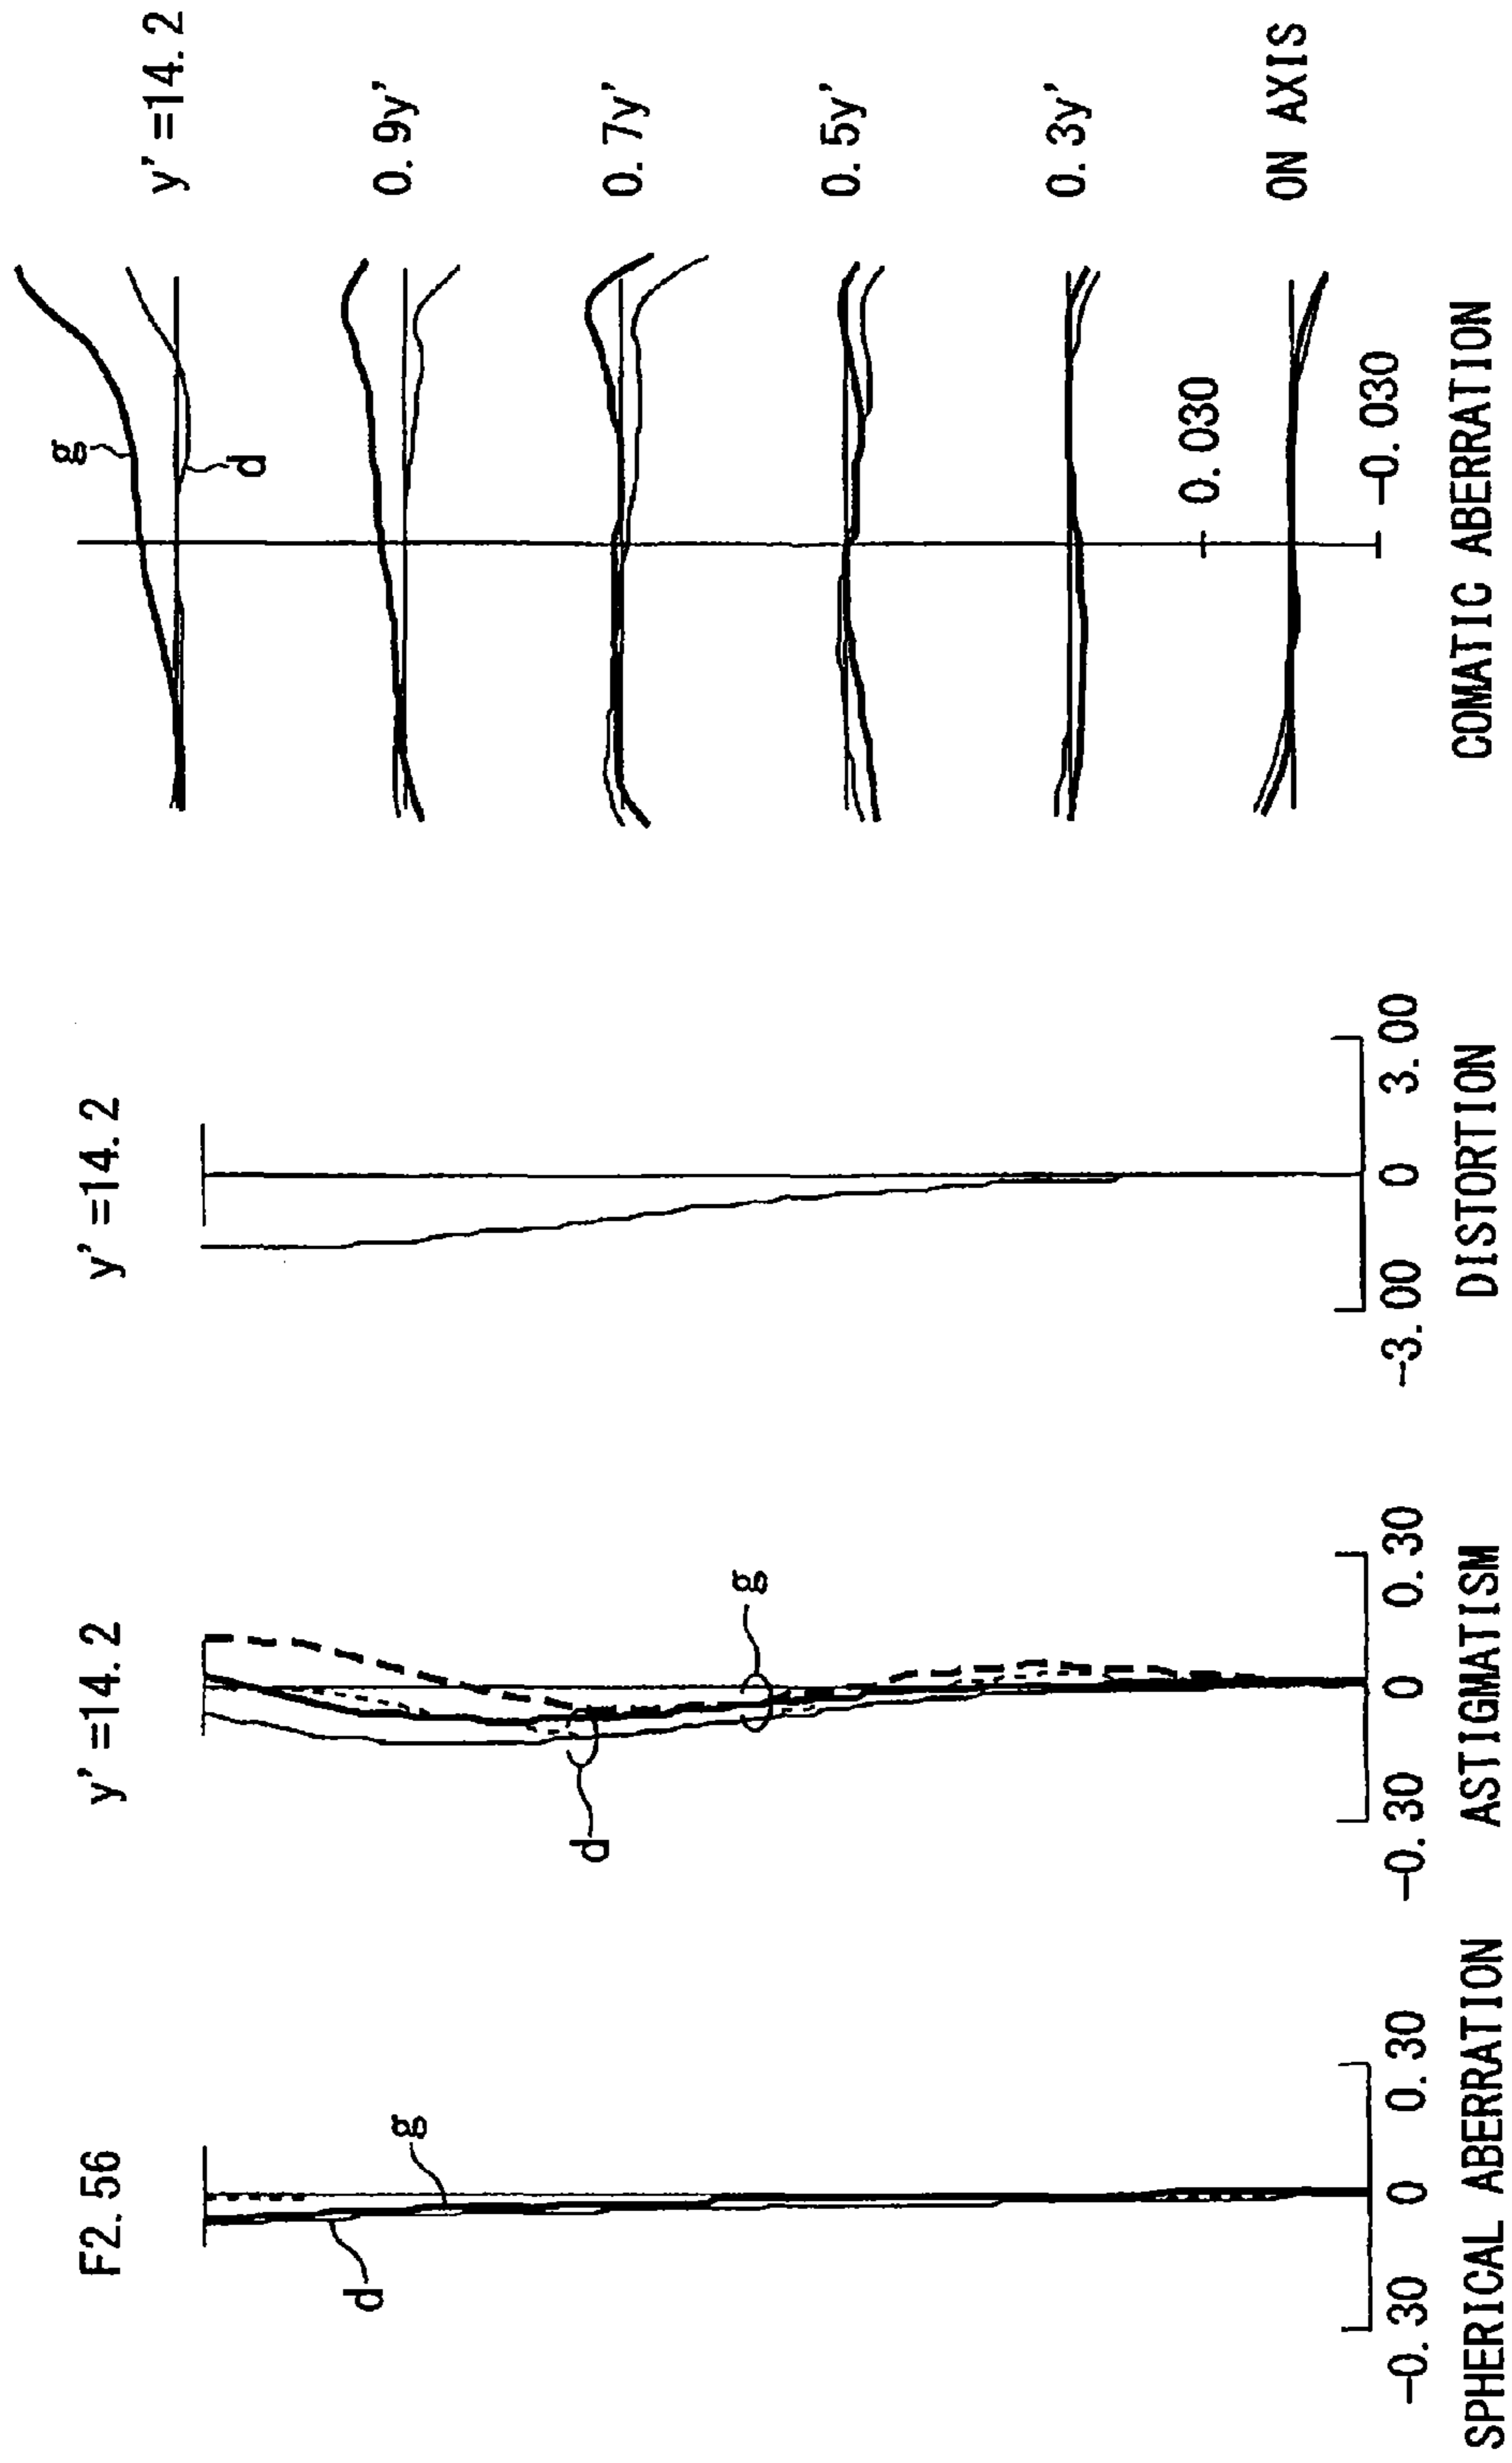 F2.56
g
d
-0.30 0 0.30
SPHERICAL ABERRATION
y'=14.2
g
d
-0.30 0 0.30
ASTIGMATISM
y'=14.2
-3.00 0 3.00
DISTORTION
g
d
y'=14.2
0.9y'
0.7y'
0.5y'
0.3y'
ON AXIS
0.030
-0.030
COMATIC ABERRATION